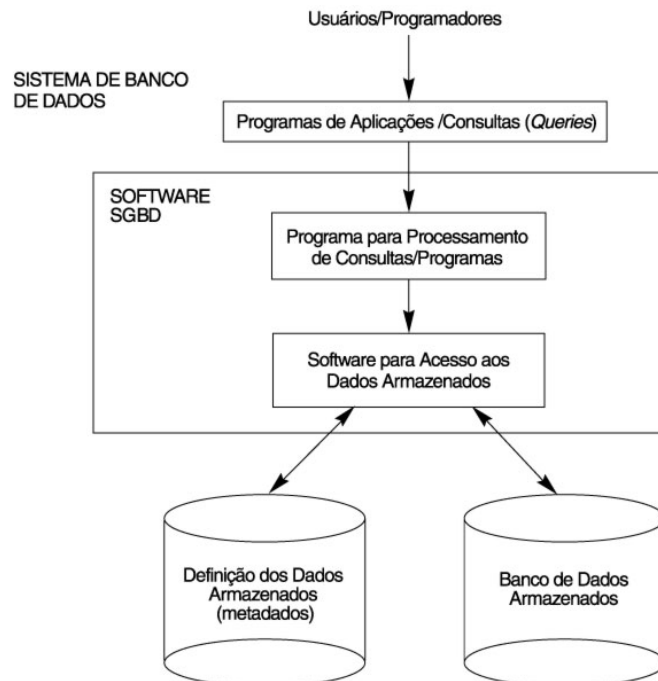 Usuários/Programadores
SISTEMA DE BANCO
DE DADOS
Programas de Aplicações /Consultas (Queries)
SOFTWARE
SGBD
Programa para Processamento
de Consultas/Programas
Software para Acesso aos
Dados Armazenados
Definição dos Dados
Armazenados
(metadados)
Banco de Dados
Armazenados